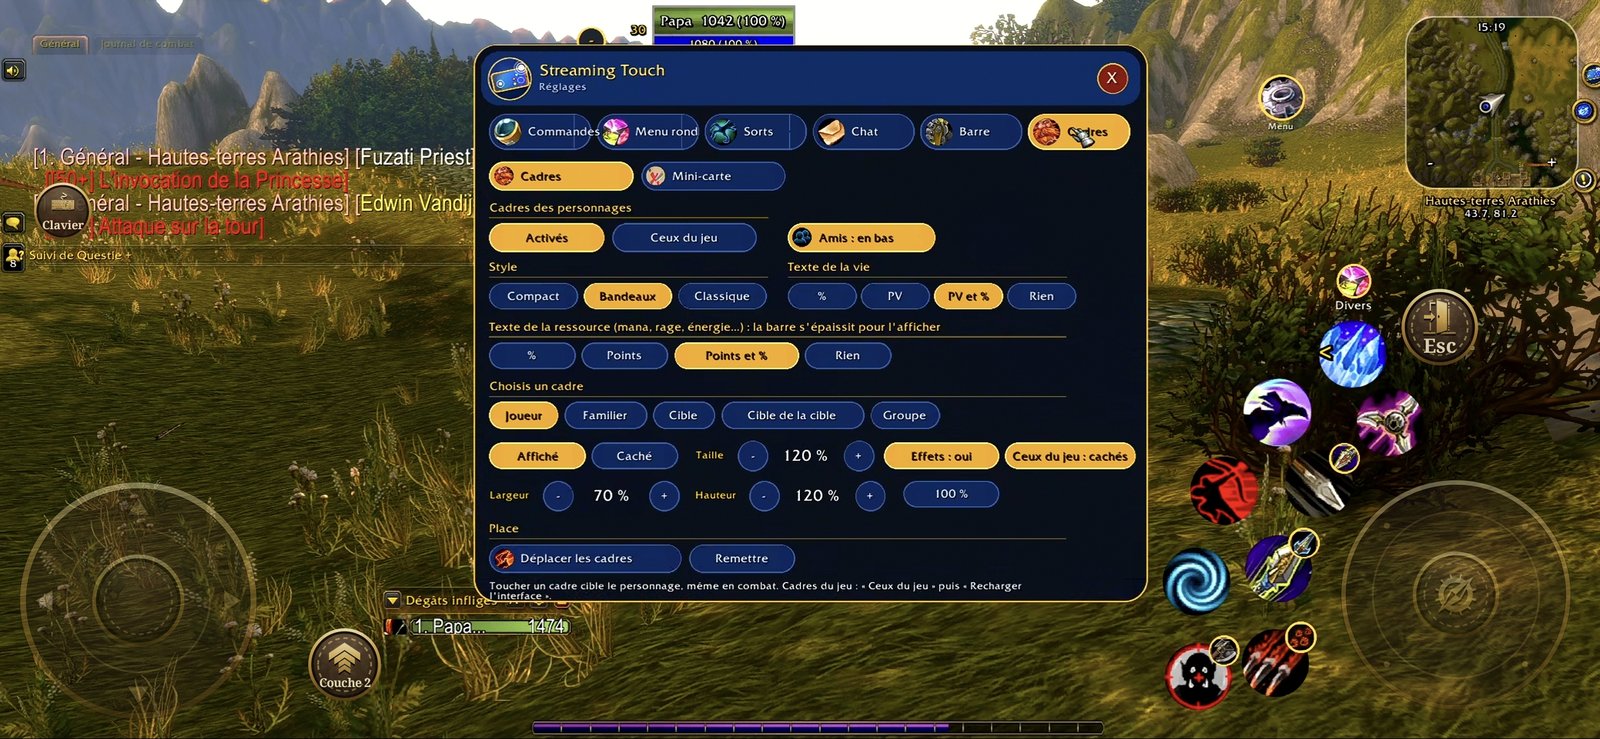 15:19
Papa 1042 (100 %)
30
1080 (100 %)
Général
Journal de combat
Streaming Touch
Réglages
X
Commandes
Menu rond
Sorts
Chat
Barre
Menu
Cadres
Mini-carte
[1. Général - Hautes-terres Arathies] [Fuzati Priest]
L'invocation de la Princesse]
Général - Hautes-terres Arathies] [Edwin Vandij
[Attaque sur la tour]
Clavier
Suivi de Questie +
8
Hautes-terres Arathies
43.7, 81.2
Cadres des personnages
Activés
Ceux du jeu
Amis : en bas
Style
Texte de la vie
Compact
Bandeaux
Classique
%
PV
PV et %
Rien
Texte de la ressource (mana, rage, énergie...) : la barre s'épaissit pour l'afficher
%
Points
Points et %
Rien
Choisis un cadre
Joueur
Familier
Cible
Cible de la cible
Groupe
Affiché
Caché
Taille
-
120 %
+
Effets : oui
Ceux du jeu : cachés
Largeur
-
70 %
+
Hauteur
-
120 %
+
100 %
Place
Déplacer les cadres
Remettre
Toucher un cadre cible le personnage, même en combat. Cadres du jeu : « Ceux du jeu » puis « Recharger
l'interface ».
Divers
Esc
Dégâts infligés
1. Papa... 1474
Couche 2